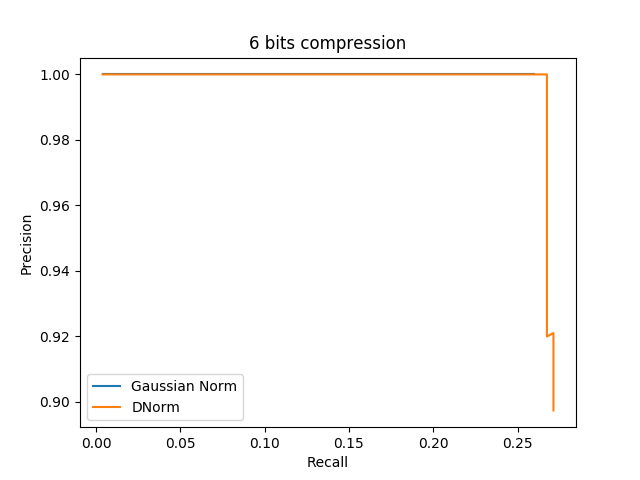 6 bits compression
Precision
1.00
0.98
0.96
0.94
0.92
0.90
Gaussian Norm
DNorm
0.00 0.05 0.10 0.15 0.20 0.25
Recall